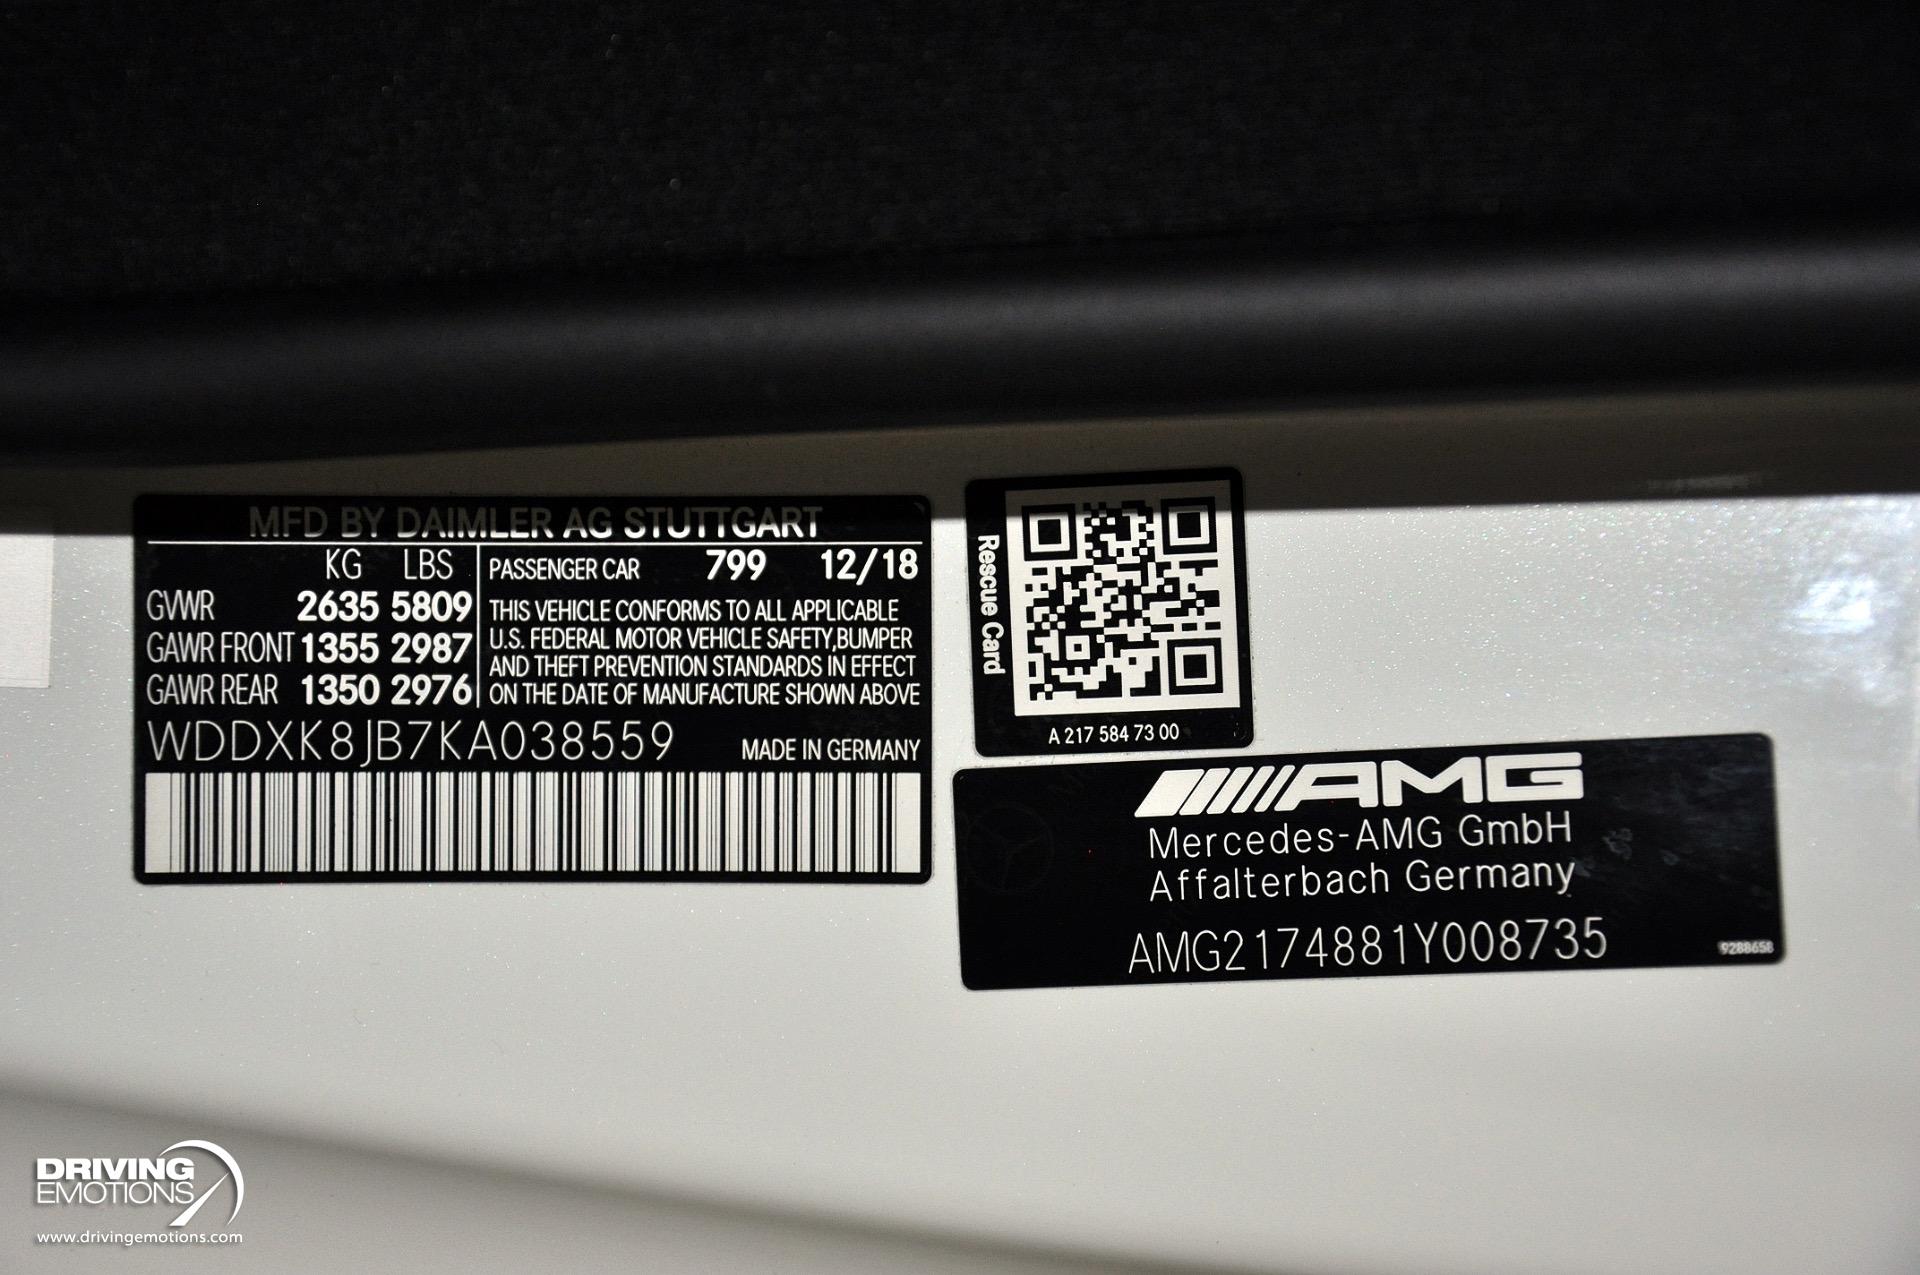 MFD BY DAIMLER AG STUTTGART
KG LBS
GVWR 2635 5809
GAWR FRONT 1355 2987
GAWR REAR 1350 2976
PASSENGER CAR 799 12/18
THIS VEHICLE CONFORMS TO ALL APPLICABLE
U.S. FEDERAL MOTOR VEHICLE SAFETY,BUMPER
AND THEFT PREVENTION STANDARDS IN EFFECT
ON THE DATE OF MANUFACTURE SHOWN ABOVE
WDDXK8JB7KA038559 MADE IN GERMANY
Rescue Card
A 217 584 73 00
AMG
Mercedes-AMG GmbH
Affalterbach Germany
AMG2174881Y008735
9288658
DRIVING
EMOTIONS
www.drivingemotions.com